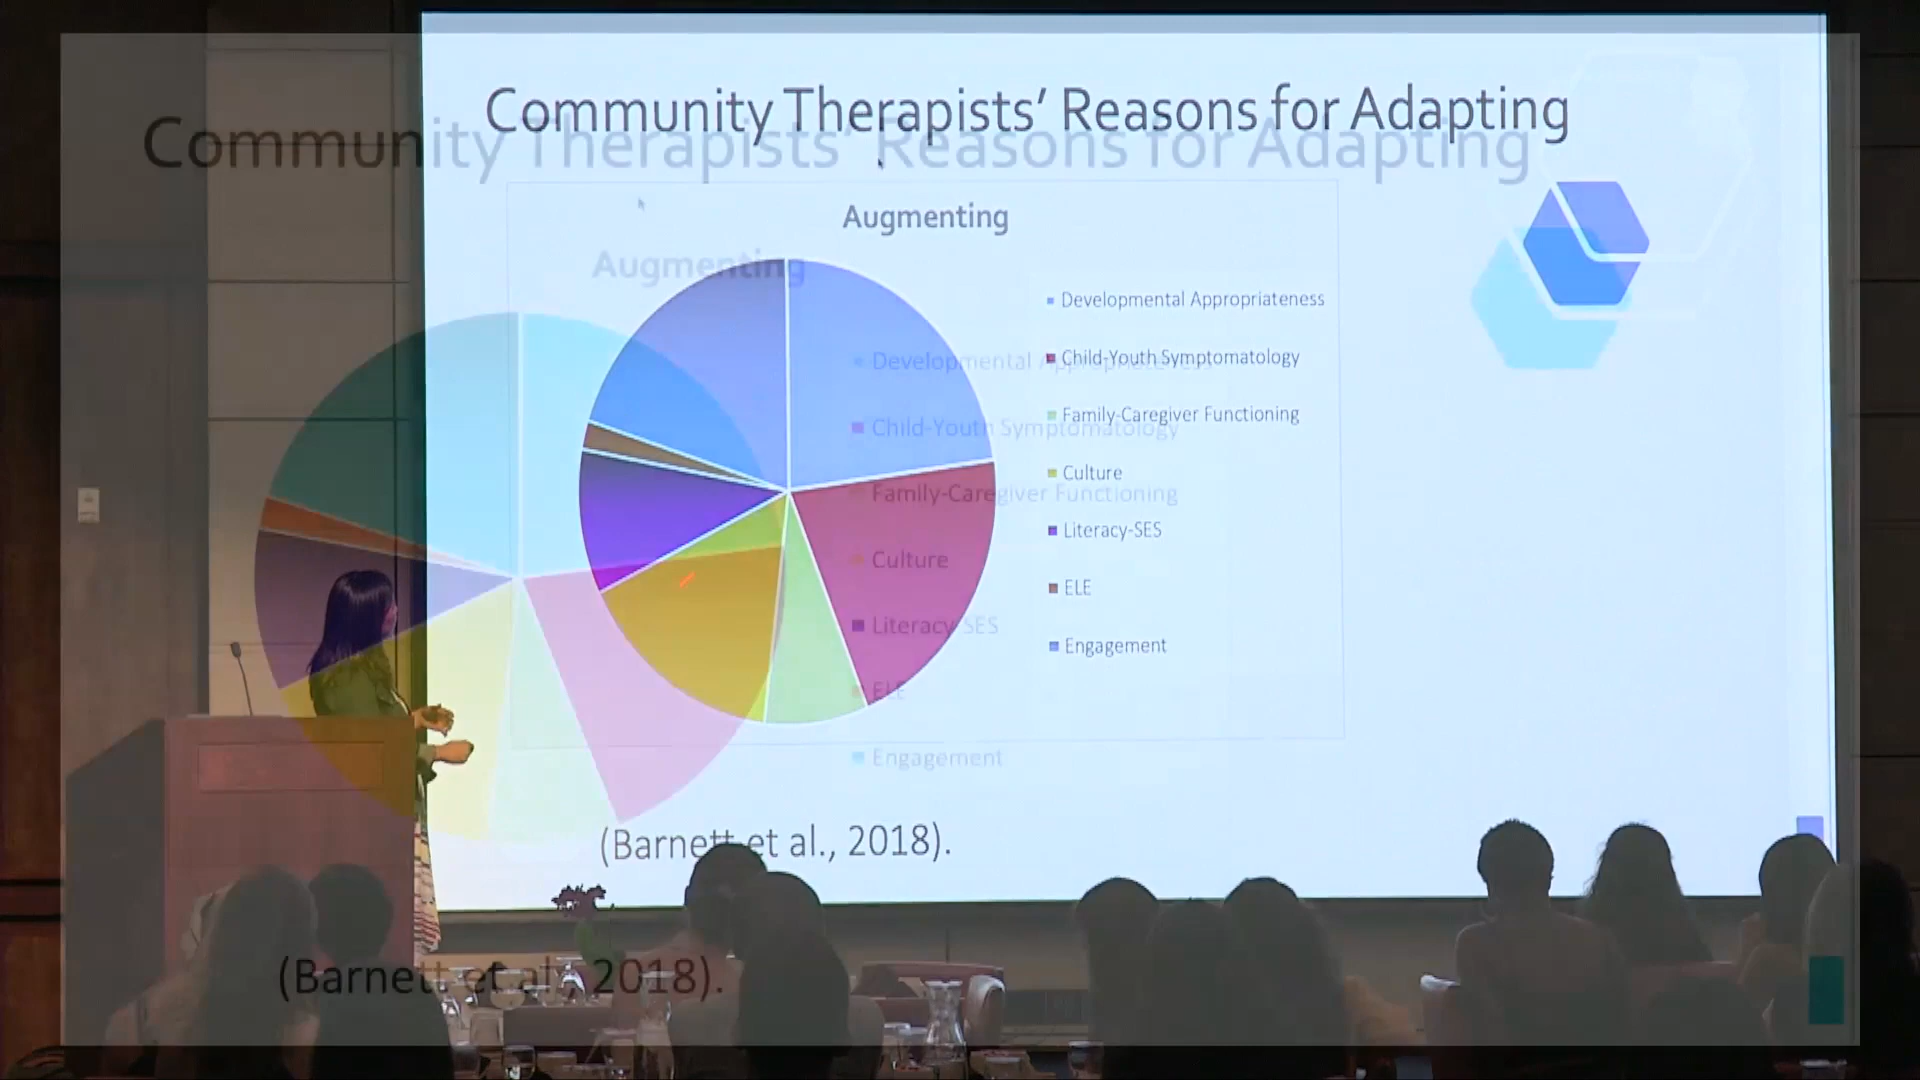 Community Therapists' Reasons for Adapting
Augmenting
Developmental Appropriateness
Child-Youth Symptomatology
Family-Caregiver Functioning
Culture
Literacy-SES
ELE
Engagement
(Barnett et al., 2018).
Community Therapists' Reasons for Adapting
Augmenting
Developmental Appropriateness
Child-Youth Symptomatology
Family-Caregiver Functioning
Culture
Literacy-SES
ELE
Engagement
(Barnett et al., 2018).